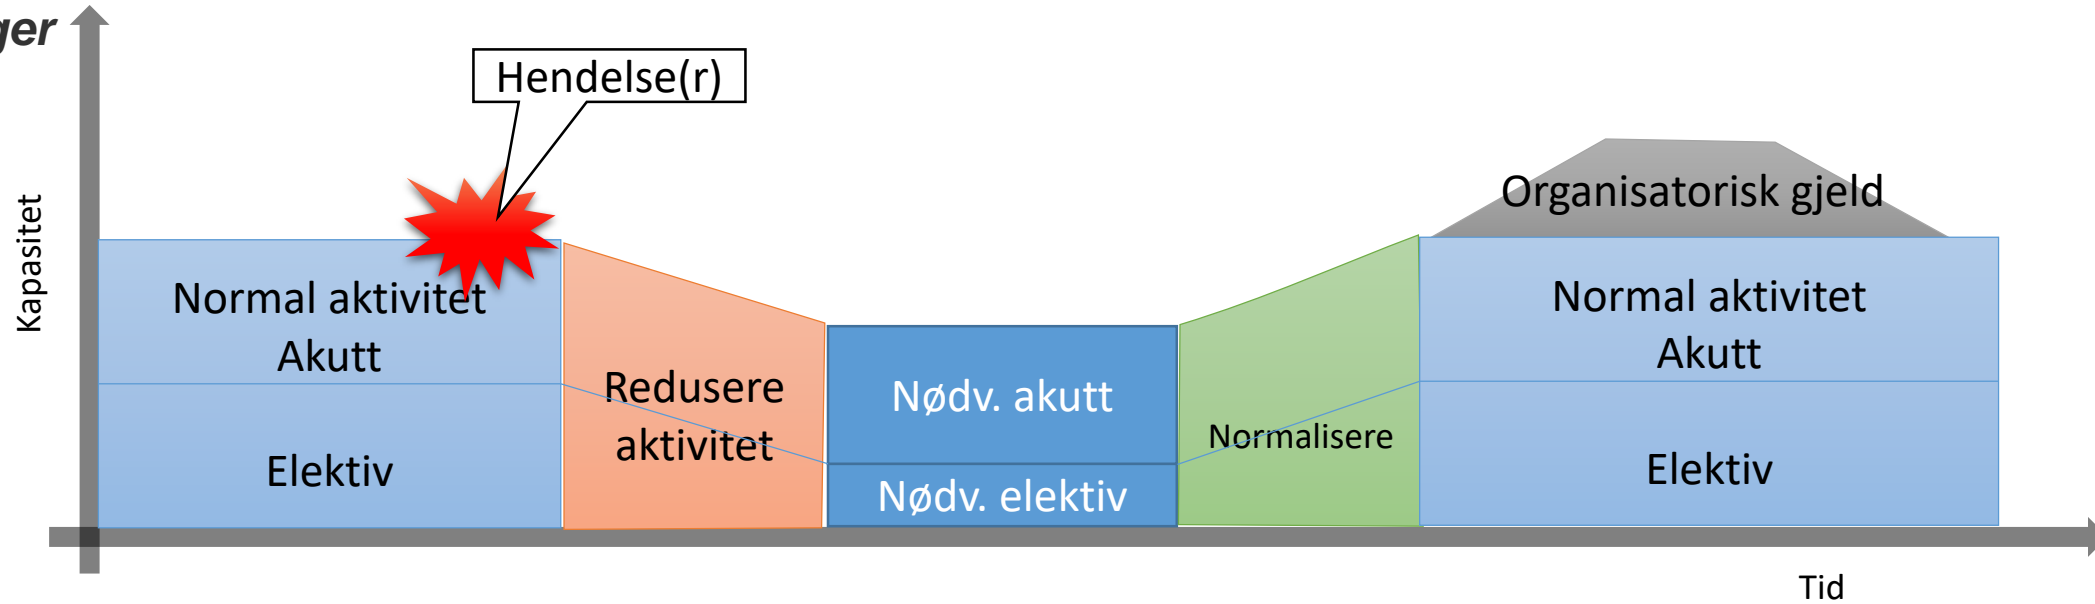 ger
Hendelse(r)
Kapasitet
Organisatorisk gjeld
Normal aktivitet
Akutt
Elektiv
Redusere
aktivitet
Nødv. akutt
Nødv. elektiv
Normalisere
Normal aktivitet
Akutt
Elektiv
Tid